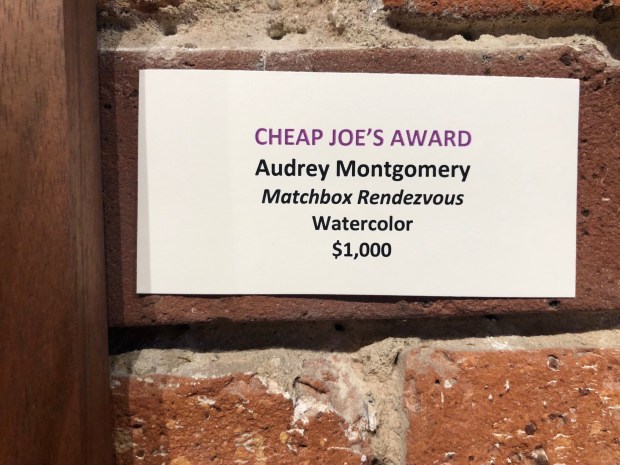 CHEAP JOE'S AWARD
Audrey Montgomery
Matchbox Rendezvous
Watercolor
$1,000